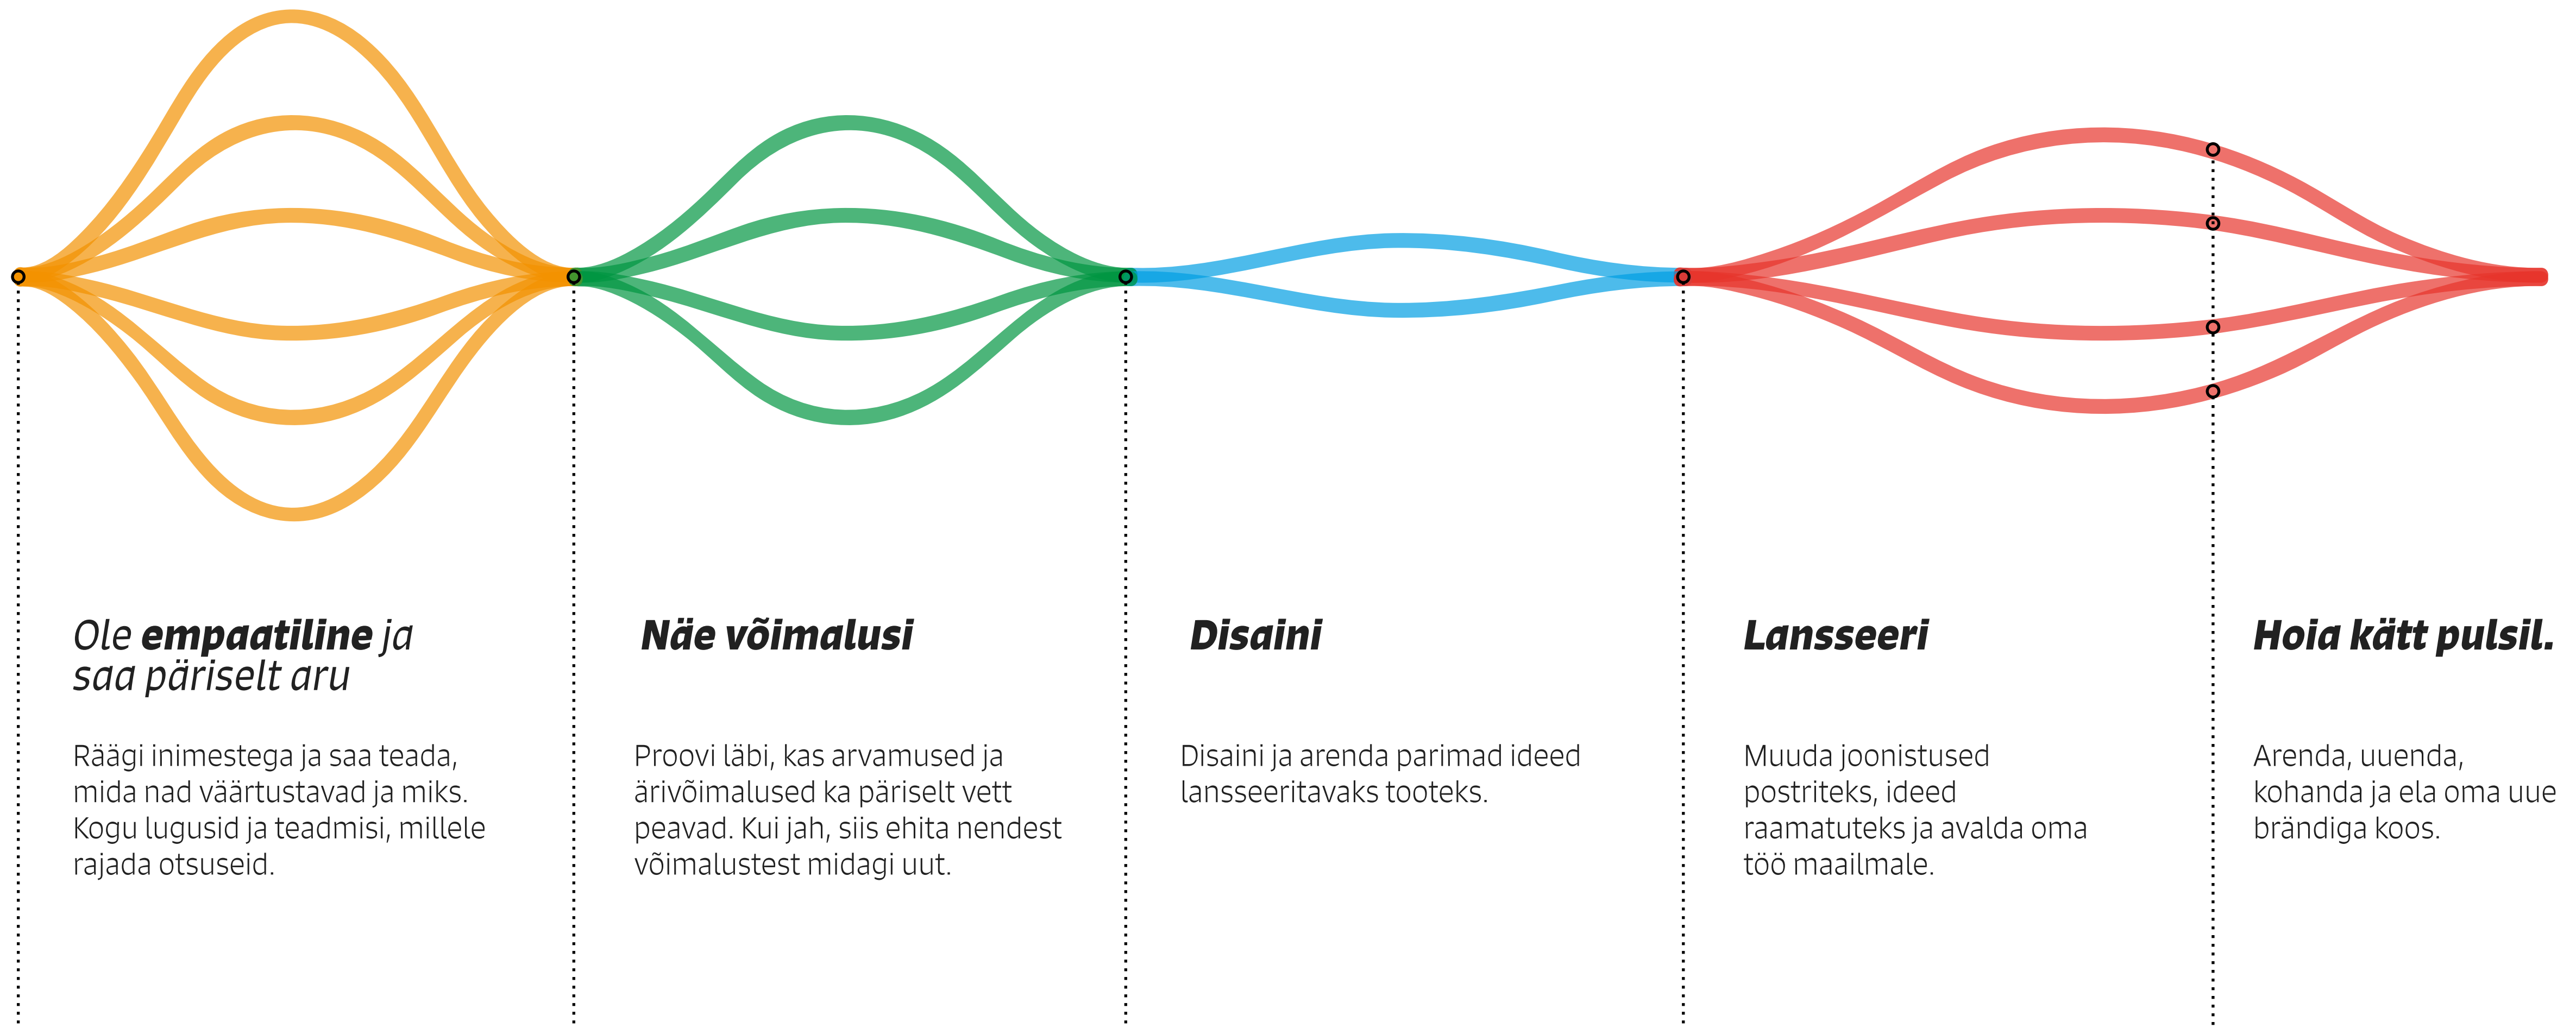 Ole empaatiline ja
saa päriselt aru
Räägi inimestega ja saa teada,
mida nad väärtustavad ja miks.
Kogu lugusid ja teadmisi, millele
rajada otsuseid.
Näe võimalusi
Proovi läbi, kas arvamused ja
ärivõimalused ka päriselt vett
peavad. Kui jah, siis ehita nendest
võimalustest midagi uut.
Disaini
Disaini ja arenda parimad ideed
lansseeritavaks tooteks.
Lansseeri
Muuda joonistused
postriteks, ideed
raamatuteks ja avalda oma
töö maailmale.
Hoia kätt pulsil.
Arenda, uuenda,
kohanda ja ela oma uue
brändiga koos.